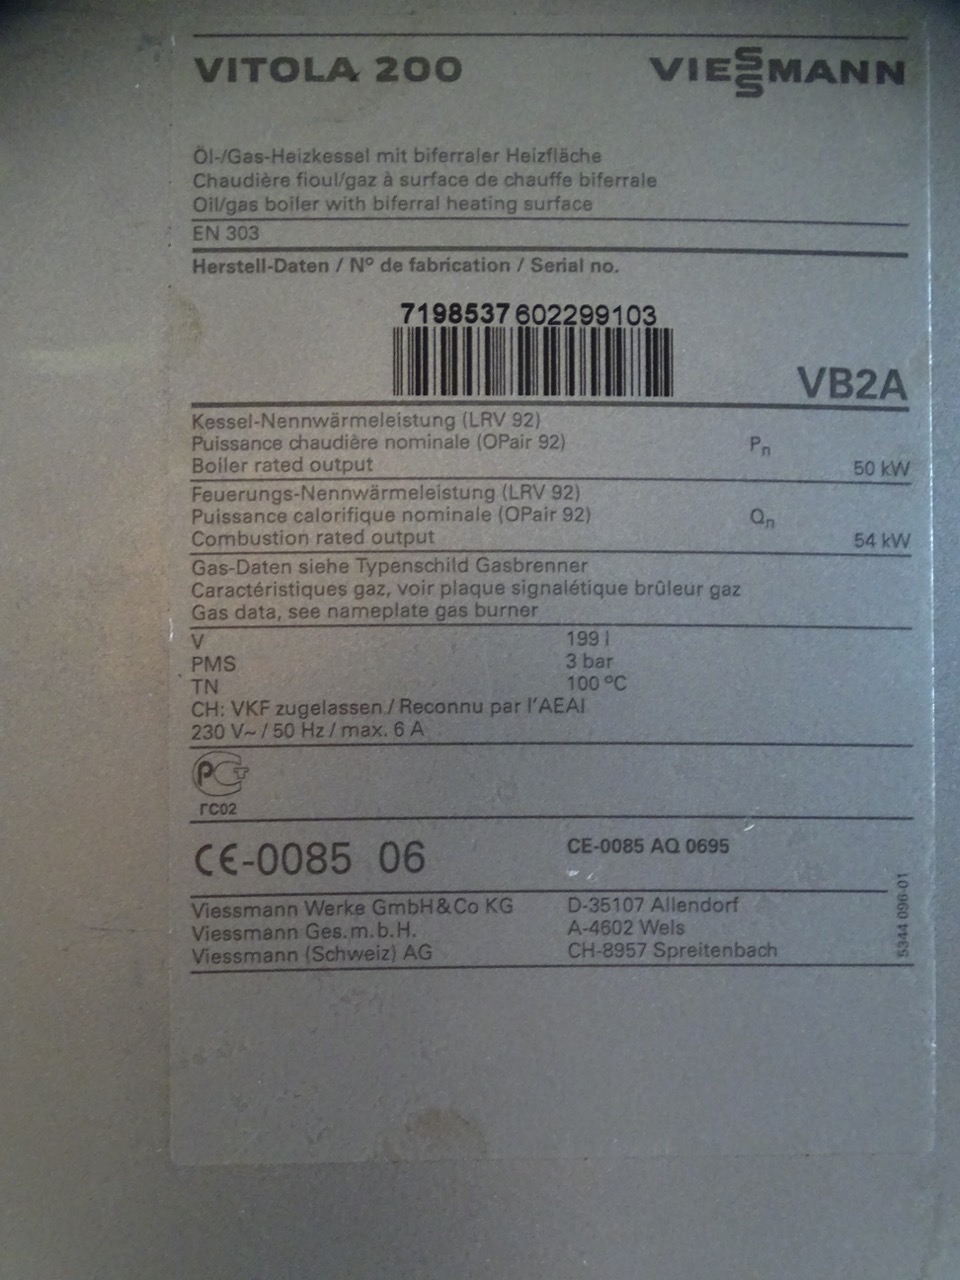 VITOLA 200 VIESSMANN
Öl-/Gas-Heizkessel mit biferraler Heizfläche
Chaudière fioul/gaz à surface de chauffe biferrale
Oil/gas boiler with biferral heating surface
EN 303
Herstell-Daten / Nº de fabrication / Serial no.
7198537602299103
VB2A
Kessel-Nennwärmeleistung (LRV 92)
Puissance chaudière nominale (OPair 92) Pn
Boiler rated output 50 kW
Feuerungs-Nennwärmeleistung (LRV 92)
Puissance calorifique nominale (OPair 92) Qn
Combustion rated output 54 kW
Gas-Daten siehe Typenschild Gasbrenner
Caractéristiques gaz, voir plaque signalétique brûleur gaz
Gas data, see nameplate gas burner
V 199 l
PMS 3 bar
TN 100 ºC
CH: VKF zugelassen / Reconnu par l'AEAI
230 V~ / 50 Hz / max. 6 A
РСТ
ГС02
CE-0085 06 CE-0085 AQ 0695
Viessmann Werke GmbH&Co KG D-35107 Allendorf
Viessmann Ges.m.b.H. A-4602 Wels
Viessmann (Schweiz) AG CH-8957 Spreitenbach
5344 096-01